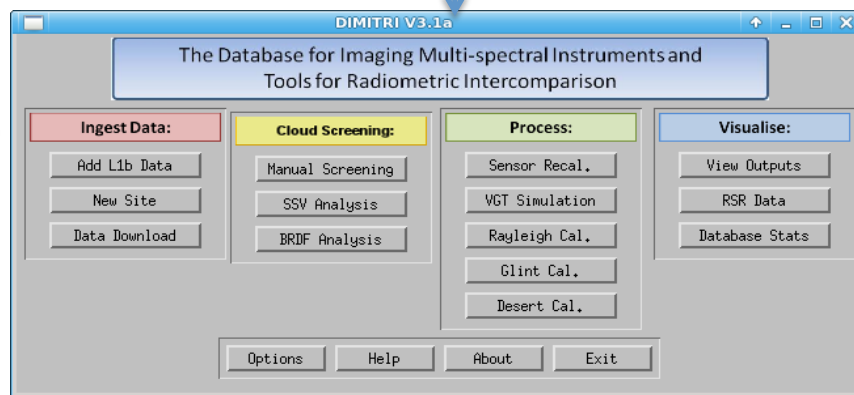 DIMITRI V3.1a
The Database for Imaging Multi-spectral Instruments and
Tools for Radiometric Intercomparison
Ingest Data:
Add L1b Data
New Site
Data Download
Cloud Screening:
Manual Screening
SSV Analysis
BRDF Analysis
Process:
Sensor Recal.
VGT Simulation
Rayleigh Cal.
Glint Cal.
Desert Cal.
Visualise:
View Outputs
RSR Data
Database Stats
Options
Help
About
Exit